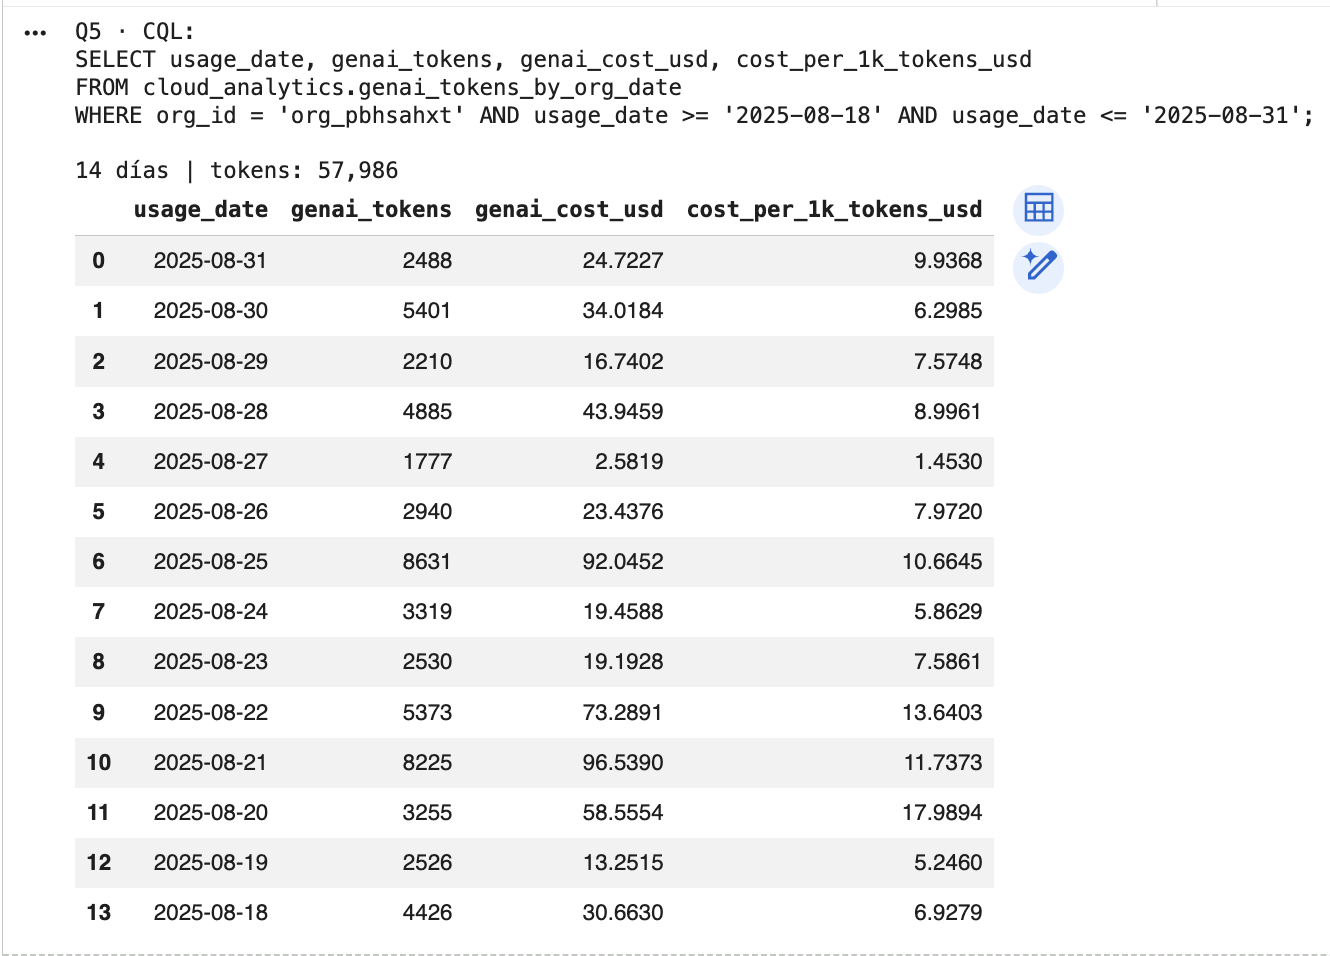 Q5 · CQL:
SELECT usage_date, genai_tokens, genai_cost_usd, cost_per_1k_tokens_usd
FROM cloud_analytics.genai_tokens_by_org_date
WHERE org_id = 'org_pbhsahxt' AND usage_date >= '2025-08-18' AND usage_date <= '2025-08-31';
14 días | tokens: 57,986
usage_date genai_tokens genai_cost_usd cost_per_1k_tokens_usd
0 2025-08-31 2488 24.7227 9.9368
1 2025-08-30 5401 34.0184 6.2985
2 2025-08-29 2210 16.7402 7.5748
3 2025-08-28 4885 43.9459 8.9961
4 2025-08-27 1777 2.5819 1.4530
5 2025-08-26 2940 23.4376 7.9720
6 2025-08-25 8631 92.0452 10.6645
7 2025-08-24 3319 19.4588 5.8629
8 2025-08-23 2530 19.1928 7.5861
9 2025-08-22 5373 73.2891 13.6403
10 2025-08-21 8225 96.5390 11.7373
11 2025-08-20 3255 58.5554 17.9894
12 2025-08-19 2526 13.2515 5.2460
13 2025-08-18 4426 30.6630 6.9279